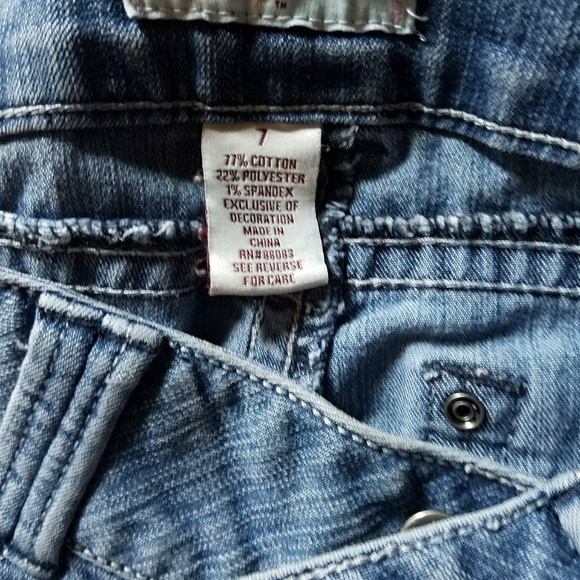 ™
7
77% COTTON
22% POLYESTER
1% SPANDEX
EXCLUSIVE OF
DECORATION
MADE IN
CHINA
RN#88083
SEE REVERSE
FOR CARE